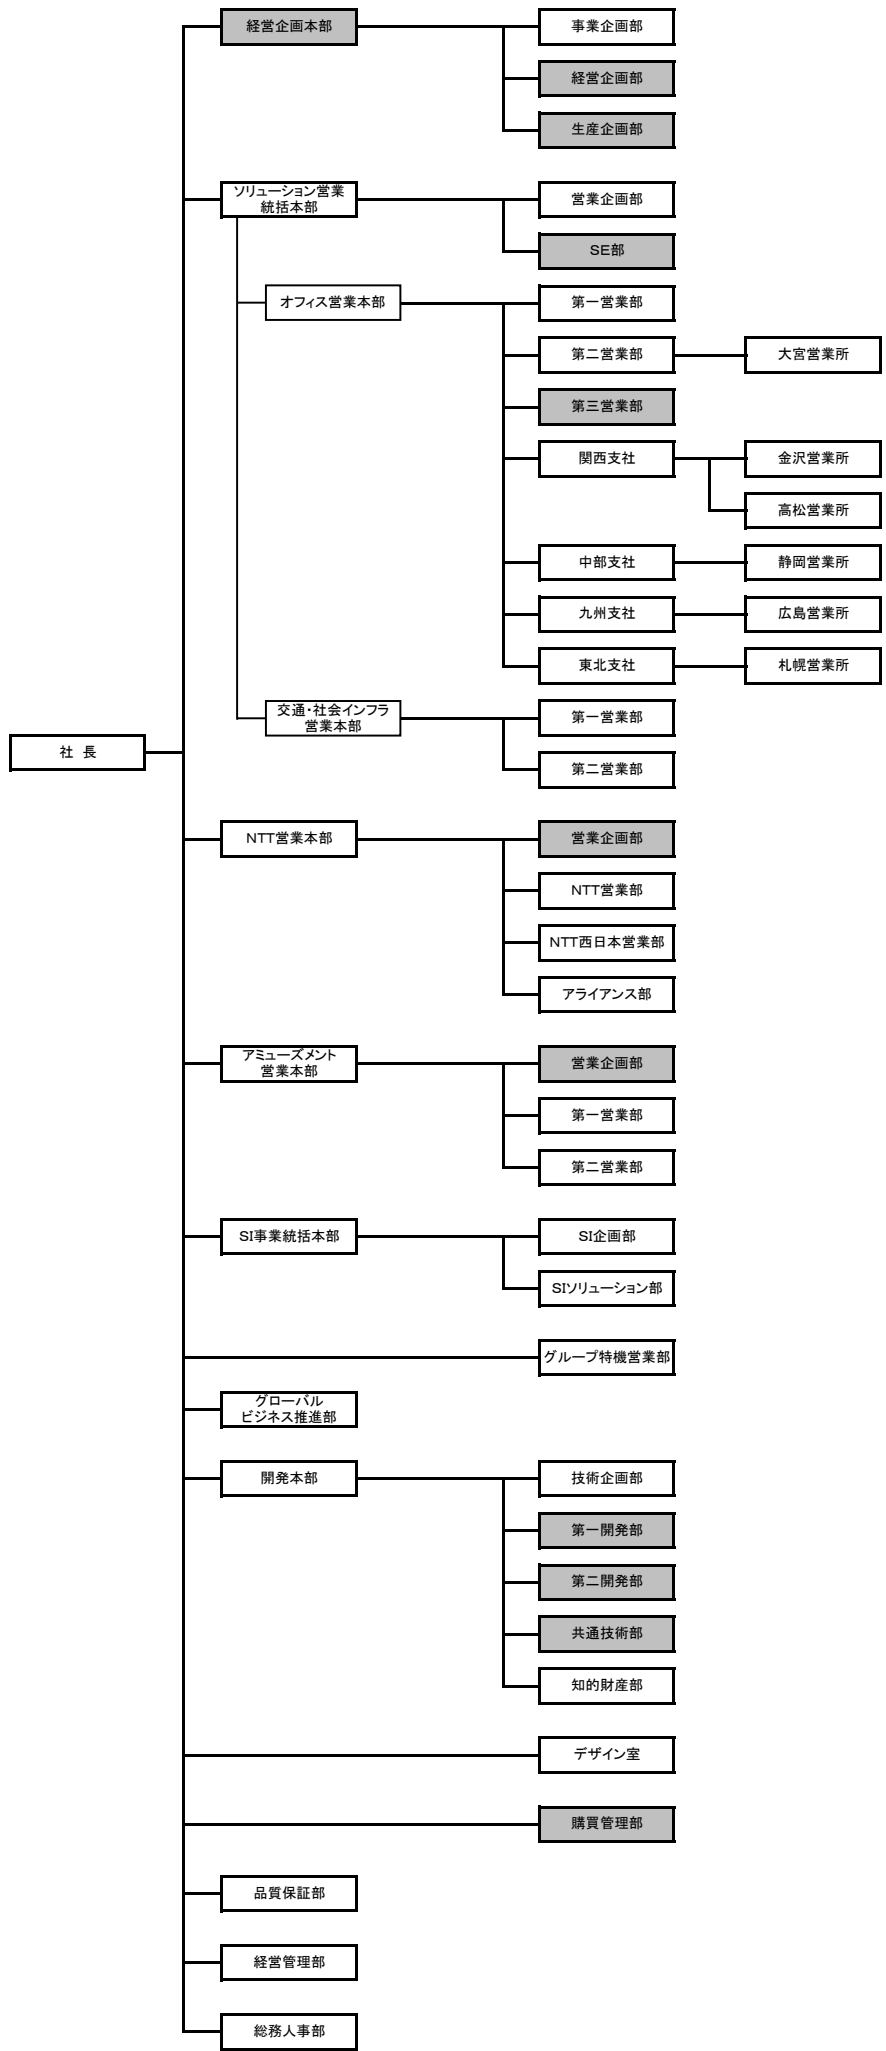 経営企画本部
事業企画部
経営企画部
生産企画部
ソリューション営業
統括本部
営業企画部
SE部
オフィス営業本部
第一営業部
第二営業部
大宮営業所
第三営業部
関西支社
金沢営業所
高松営業所
中部支社
静岡営業所
九州支社
広島営業所
東北支社
札幌営業所
交通・社会インフラ
営業本部
第一営業部
社 長
第二営業部
NTT営業本部
営業企画部
NTT営業部
NTT西日本営業部
アライアンス部
アミューズメント
営業本部
営業企画部
第一営業部
第二営業部
SI事業統括本部
SI企画部
SIソリューション部
グループ特機営業部
グローバル
ビジネス推進部
開発本部
技術企画部
第一開発部
第二開発部
共通技術部
知的財産部
デザイン室
購買管理部
品質保証部
経営管理部
総務人事部